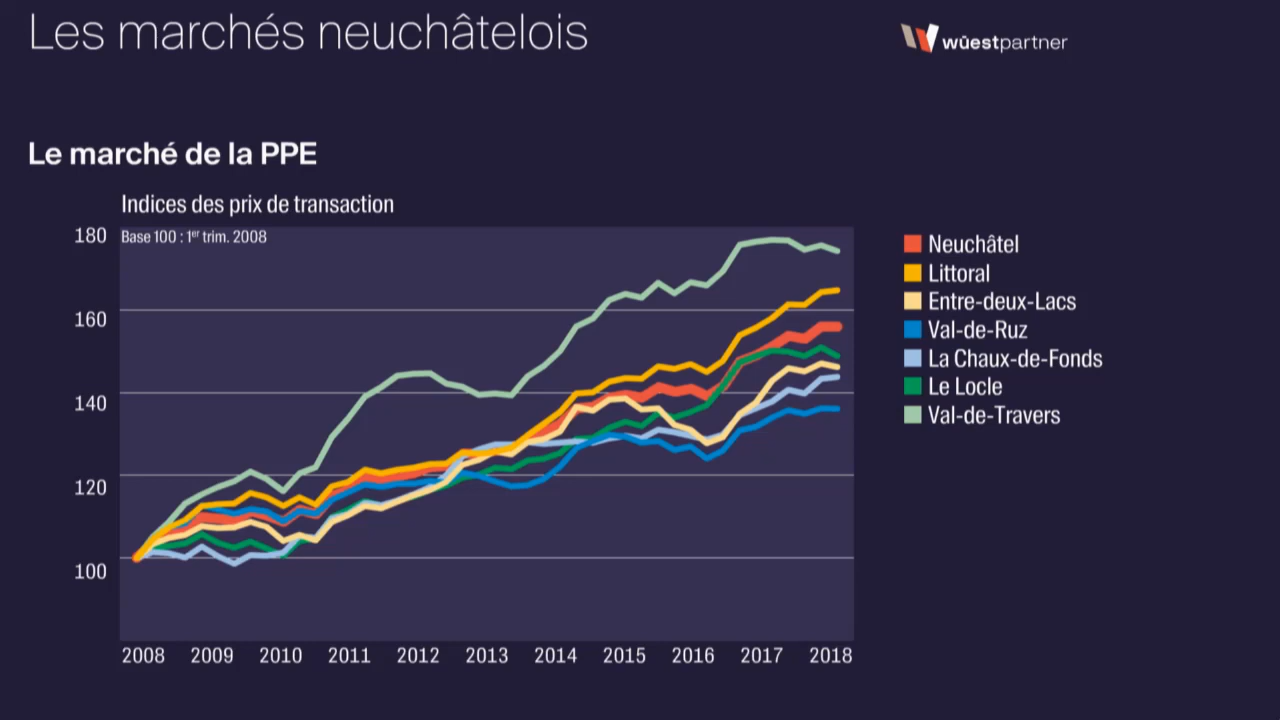 Les marchés neuchâtelois
wüestpartner
Le marché de la PPE
Indices des prix de transaction
Base 100 : 1er trim. 2008
180
160
140
120
100
2008 2009 2010 2011 2012 2013 2014 2015 2016 2017 2018
Neuchâtel
Littoral
Entre-deux-Lacs
Val-de-Ruz
La Chaux-de-Fonds
Le Locle
Val-de-Travers